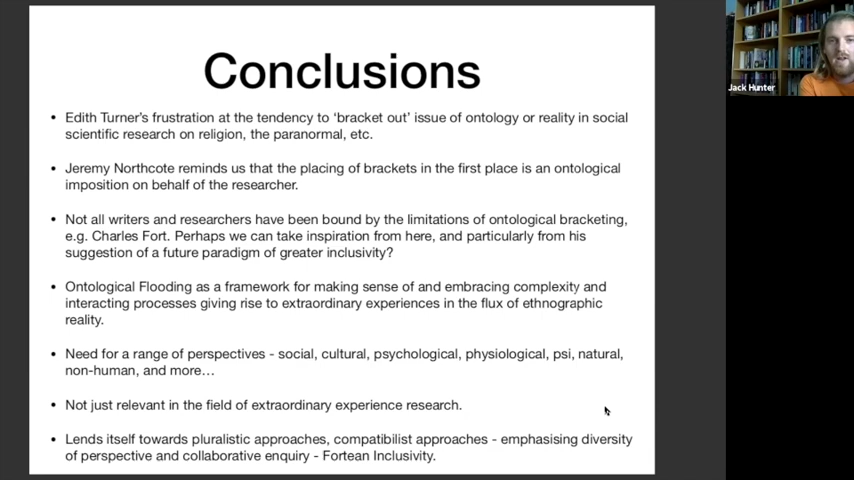 Conclusions
• Edith Turner's frustration at the tendency to 'bracket out' issue of ontology or reality in social
scientific research on religion, the paranormal, etc.
• Jeremy Northcote reminds us that the placing of brackets in the first place is an ontological
imposition on behalf of the researcher.
• Not all writers and researchers have been bound by the limitations of ontological bracketing,
e.g. Charles Fort. Perhaps we can take inspiration from here, and particularly from his
suggestion of a future paradigm of greater inclusivity?
• Ontological Flooding as a framework for making sense of and embracing complexity and
interacting processes giving rise to extraordinary experiences in the flux of ethnographic
reality.
• Need for a range of perspectives - social, cultural, psychological, physiological, psi, natural,
non-human, and more…
• Not just relevant in the field of extraordinary experience research.
• Lends itself towards pluralistic approaches, compatibilist approaches - emphasising diversity
of perspective and collaborative enquiry - Fortean Inclusivity.
Jack Hunter